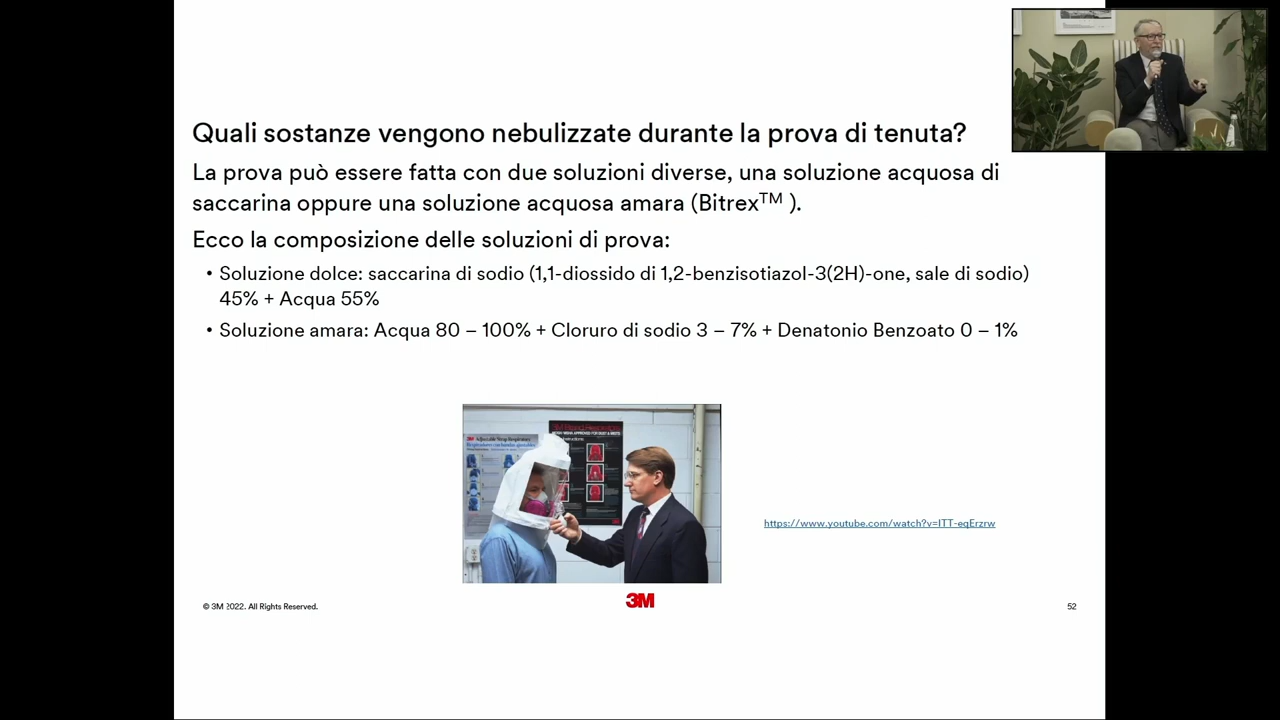 Quali sostanze vengono nebulizzate durante la prova di tenuta?
La prova può essere fatta con due soluzioni diverse, una soluzione acquosa di
saccarina oppure una soluzione acquosa amara (Bitrex™ ).
Ecco la composizione delle soluzioni di prova:
• Soluzione dolce: saccarina di sodio (1,1-diossido di 1,2-benzisotiazol-3(2H)-one, sale di sodio)
45% + Acqua 55%
• Soluzione amara: Acqua 80 – 100% + Cloruro di sodio 3 – 7% + Denatonio Benzoato 0 – 1%
https://www.youtube.com/watch?v=ITT-eqErzrw
© 3M 2022. All Rights Reserved.
3M
52